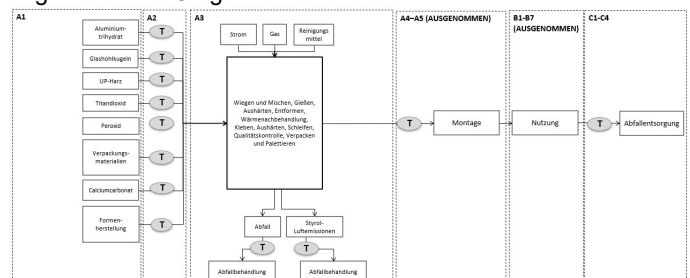 A1
Aluminium-
trihydrat
Glashohlkugeln
UP-Harz
Titandioxid
Peroxid
Verpackungs-
materialien
Calciumcarbonat
Formen-
herstellung
A2
T
T
T
T
T
T
T
T
A3
Strom
Gas
Reinigungs
mittel
Wiegen und Mischen, Gießen,
Aushärten, Entformen,
Wärmenachbehandlung,
Kleben, Aushärten, Schleifen,
Qualitätskontrolle, Verpacken
und Palettieren
Abfall
Styrol-
Luftemissionen
T
T
Abfallbehandlung
Abfallbehandlung
A4–A5 (AUSGENOMMEN)
T
Montage
B1-B7
(AUSGENOMMEN)
Nutzung
C1-C4
T
Abfallentsorgung